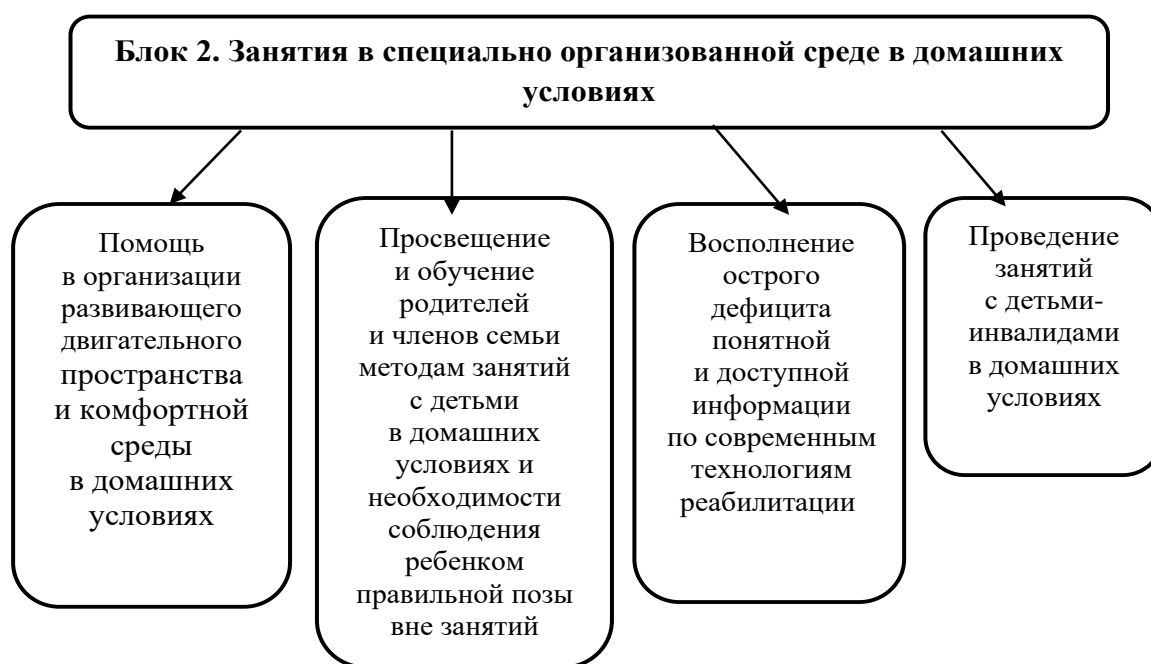 Блок 2. Занятия в специально организованной среде в домашних
условиях
Помощь
в организации
развивающего
двигательного
пространства
и комфортной
среды
в домашних
условиях
Просвещение
и обучение
родителей
и членов семьи
методам занятий
с детьми
в домашних
условиях и
необходимости
соблюдения
ребенком
правильной позы
вне занятий
Восполнение
острого
дефицита
понятной
и доступной
информации
по современным
технологиям
реабилитации
Проведение
занятий
с детьми-
инвалидами
в домашних
условиях